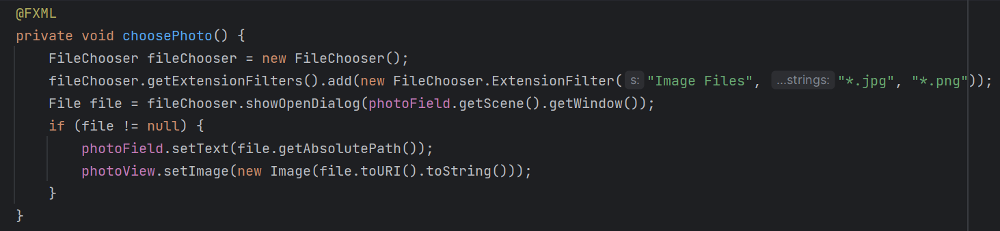 @FXML
private void choosePhoto() {
    FileChooser fileChooser = new FileChooser();
    fileChooser.getExtensionFilters().add(new FileChooser.ExtensionFilter( s: "Image Files", ...strings: "*.jpg", "*.png"));
    File file = fileChooser.showOpenDialog(photoField.getScene().getWindow());
    if (file != null) {
        photoField.setText(file.getAbsolutePath());
        photoView.setImage(new Image(file.toURI().toString()));
    }
}